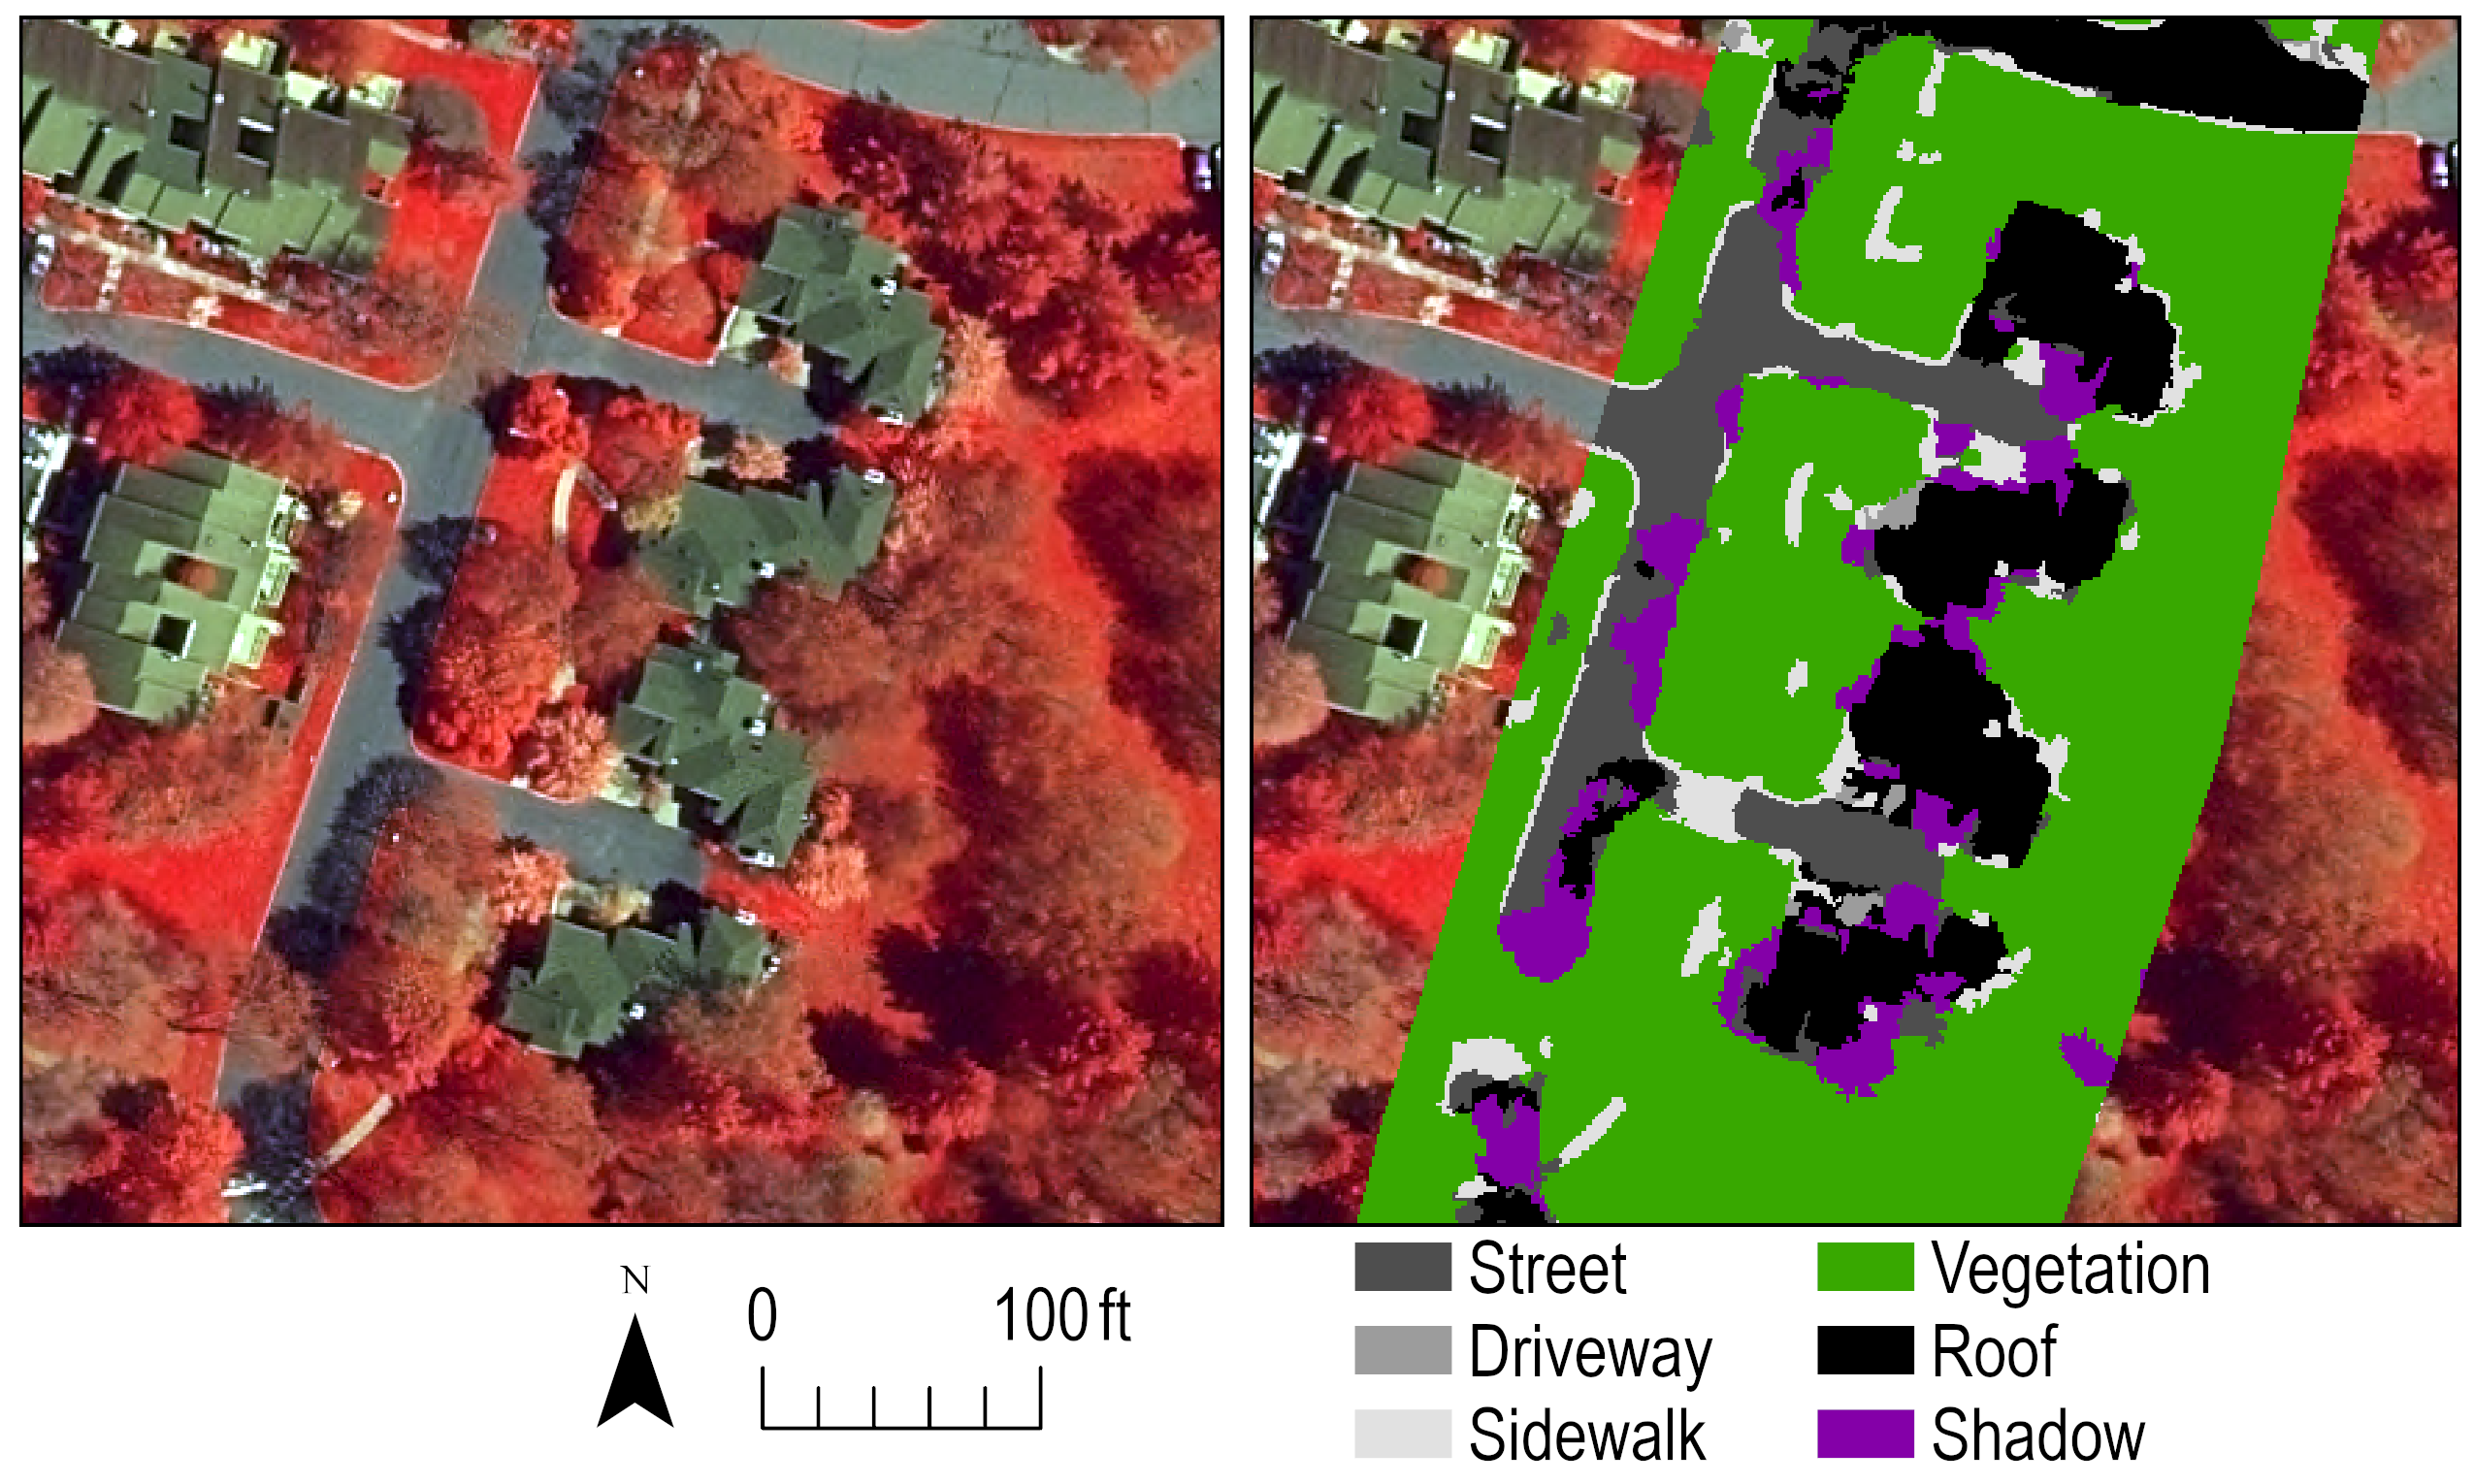 N
0 100 ft
Street
Driveway
Sidewalk
Vegetation
Roof
Shadow